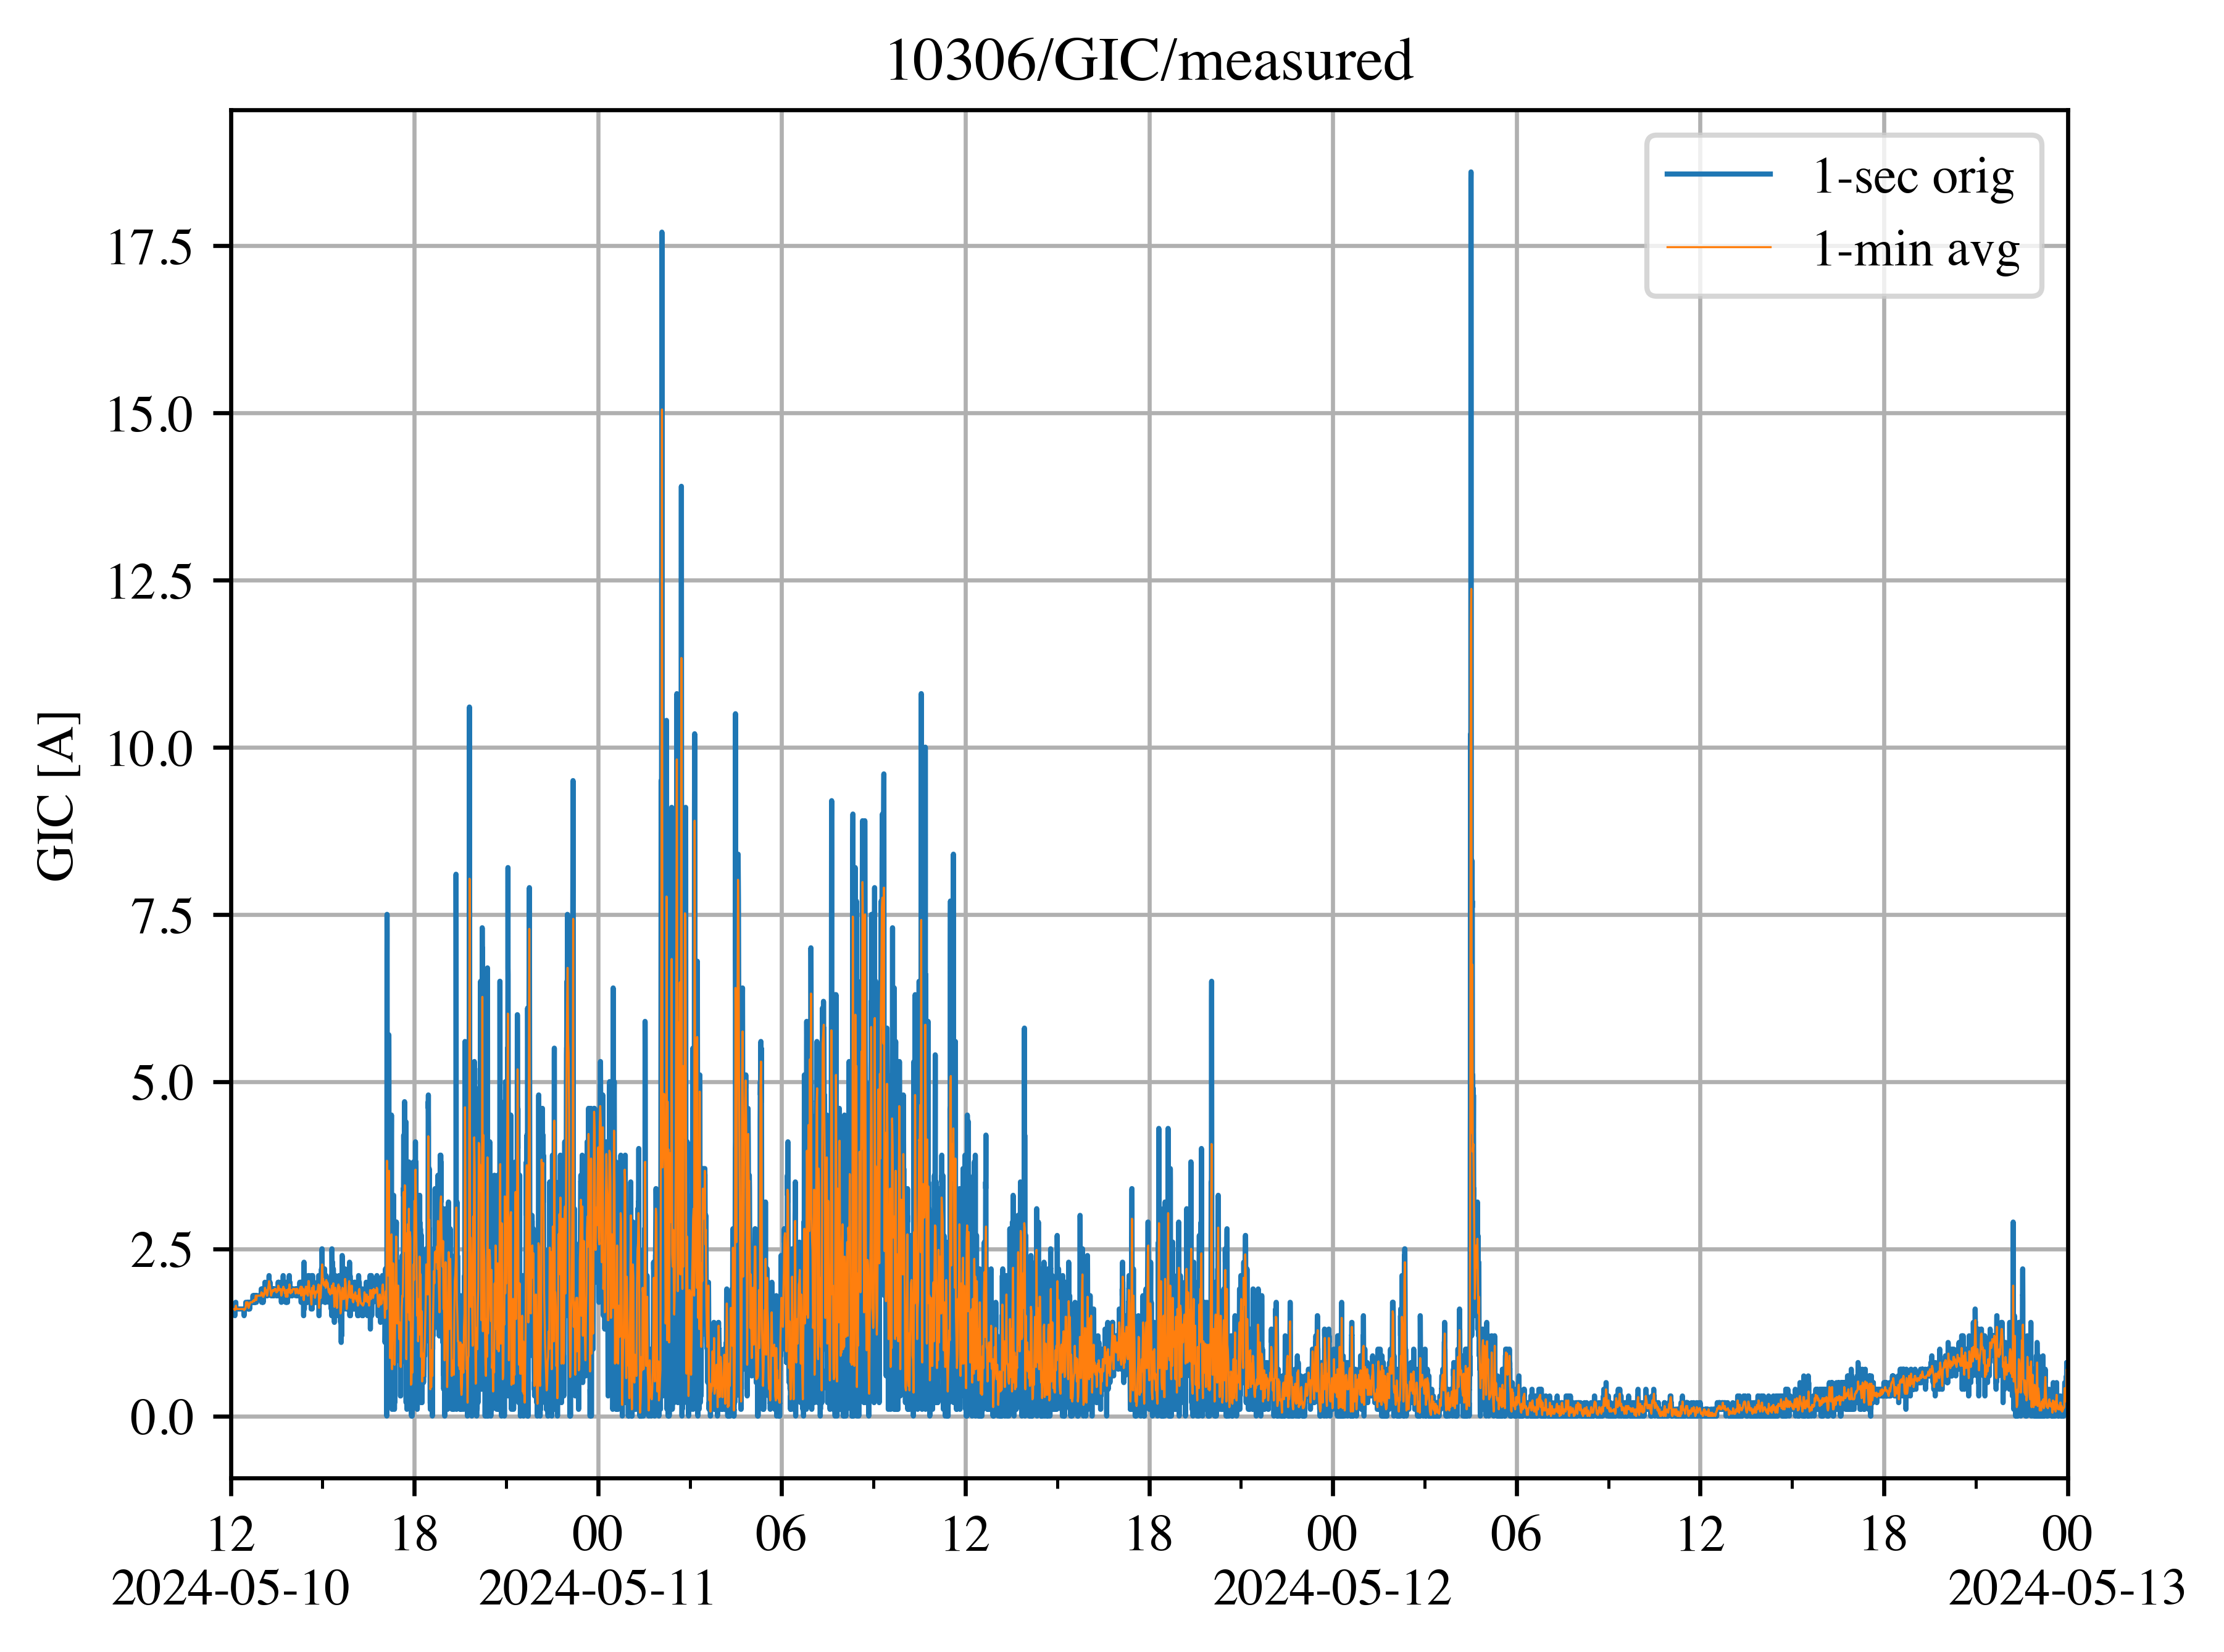 10306/GIC/measured
1-sec orig
1-min avg
GIC [A]
17.5
15.0
12.5
10.0
7.5
5.0
2.5
0.0
12 18 00 06 12 18 00 06 12 18 00
2024-05-10 2024-05-11 2024-05-12 2024-05-13